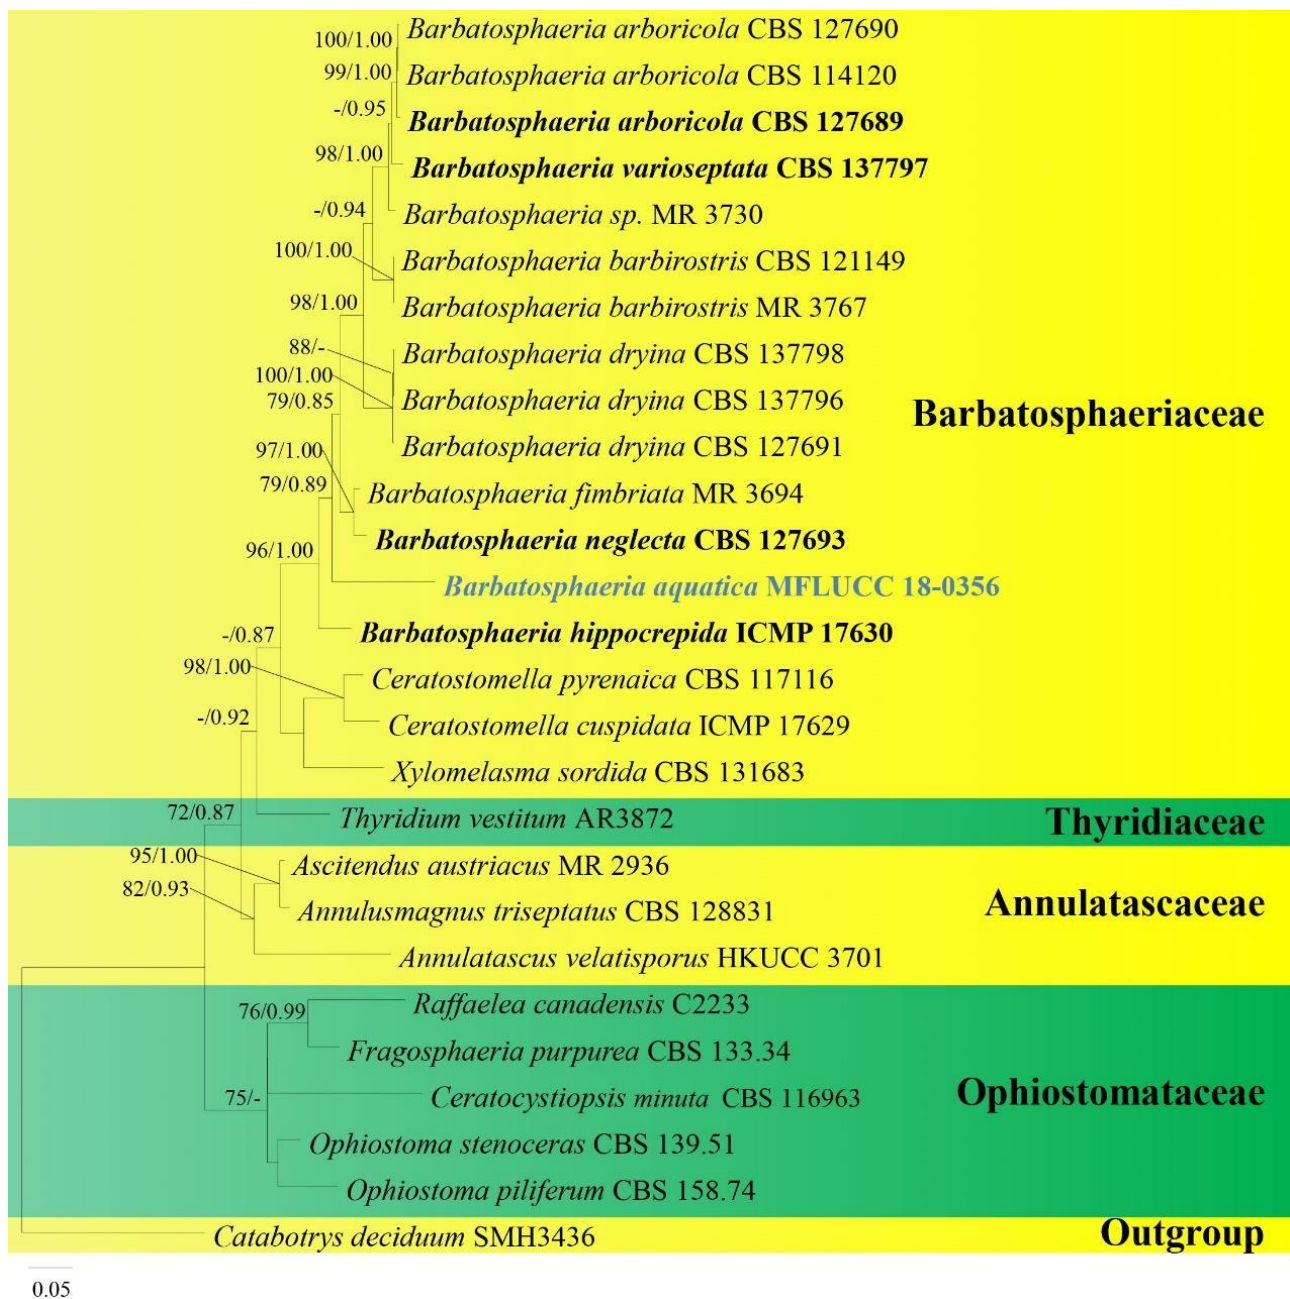 100/1.00
Barbatosphaeria arboricola CBS 127690
99/1.00
Barbatosphaeria arboricola CBS 114120
-/0.95
Barbatosphaeria arboricola CBS 127689
98/1.00
Barbatosphaeria varioseptata CBS 137797
-/0.94
Barbatosphaeria sp. MR 3730
100/1.00
Barbatosphaeria barbirostris CBS 121149
98/1.00
Barbatosphaeria barbirostris MR 3767
88/-
Barbatosphaeria dryina CBS 137798
100/1.00
79/0.85
Barbatosphaeria dryina CBS 137796
Barbatosphaeriaceae
Barbatosphaeria dryina CBS 127691
97/1.00
79/0.89
Barbatosphaeria fimbriata MR 3694
96/1.00
Barbatosphaeria neglecta CBS 127693
Barbatosphaeria aquatica MFLUCC 18-0356
-/0.87
Barbatosphaeria hippocrepida ICMP 17630
98/1.00
Ceratostomella pyrenaica CBS 117116
-/0.92
Ceratostomella cuspidata ICMP 17629
Xylomelasma sordida CBS 131683
72/0.87
Thyridium vestitum AR3872
Thyridiaceae
95/1.00
Ascitendus austriacus MR 2936
82/0.93
Annulusmagnus triseptatus CBS 128831
Annulatascaceae
Annulatascus velatisporus HKUCC 3701
76/0.99
Raffaelea canadensis C2233
Fragosphaeria purpurea CBS 133.34
75/-
Ceratocystiopsis minuta CBS 116963
Ophiostomataceae
Ophiostoma stenoceras CBS 139.51
Ophiostoma piliferum CBS 158.74
Catabotrys deciduum SMH3436
Outgroup
0.05